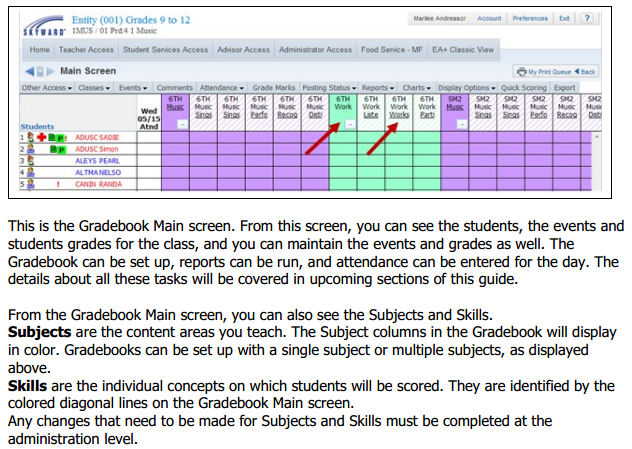 SKYWARD Entity (001) Grades 9 to 12
1MUS / 01 Prd:4 1 Music
Marilee Andreascr Account Preferences Exit ?
Home Teacher Access Student Services Access Advisor Access Administrator Access Food Service - MF EA+ Classic View
Main Screen My Print Queue Back
Other Access Classes Events Comments Attendance Grade Marks Posting Status Reports Charts Display Options Quick Scoring Export
6TH 6TH 6TH 6TH 6TH 6TH 6TH 6TH 6TH 6TH SM2 SM2 SM2 SM2 SM2 SM2
Wed Music Music Music Music Music Music Work Work Work Work Music Music Music Music Music Music
05/15 Sings Sings Perfo Recog Disti Late Works Parti Sings Sings Perfo Recog Disti
Students Atnd
1 ! ADUSC SADIE
2 P ADUSC Simon
3 ALEYS PEARL
4 ALTMA NELSO
5 ! CANIN RANDA
This is the Gradebook Main screen. From this screen, you can see the students, the events and
students grades for the class, and you can maintain the events and grades as well. The
Gradebook can be set up, reports can be run, and attendance can be entered for the day. The
details about all these tasks will be covered in upcoming sections of this guide.
From the Gradebook Main screen, you can also see the Subjects and Skills.
Subjects are the content areas you teach. The Subject columns in the Gradebook will display
in color. Gradebooks can be set up with a single subject or multiple subjects, as displayed
above.
Skills are the individual concepts on which students will be scored. They are identified by the
colored diagonal lines on the Gradebook Main screen.
Any changes that need to be made for Subjects and Skills must be completed at the
administration level.